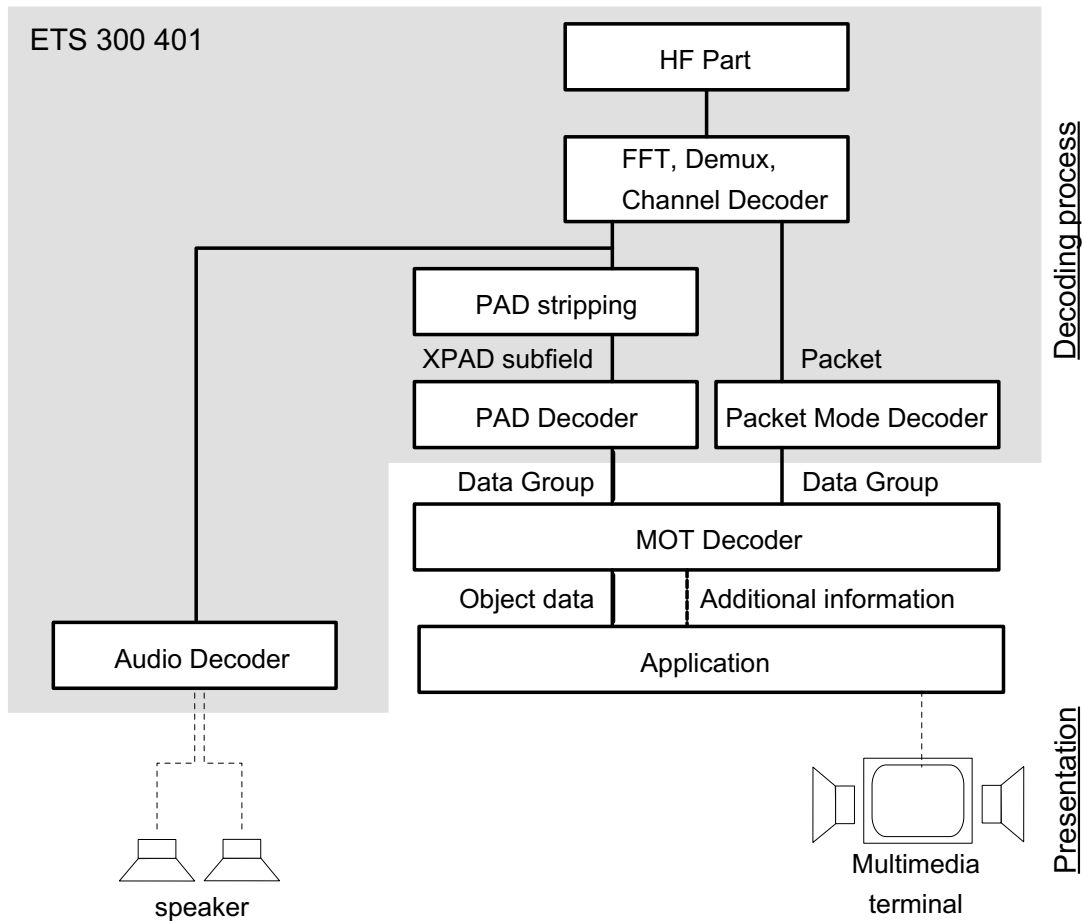 ETS 300 401
HF Part
FFT, Demux,
Channel Decoder
PAD stripping
XPAD subfield
Packet
PAD Decoder
Packet Mode Decoder
Data Group
Data Group
MOT Decoder
Object data
Additional information
Audio Decoder
Application
speaker
Multimedia
terminal
Decoding process
Presentation